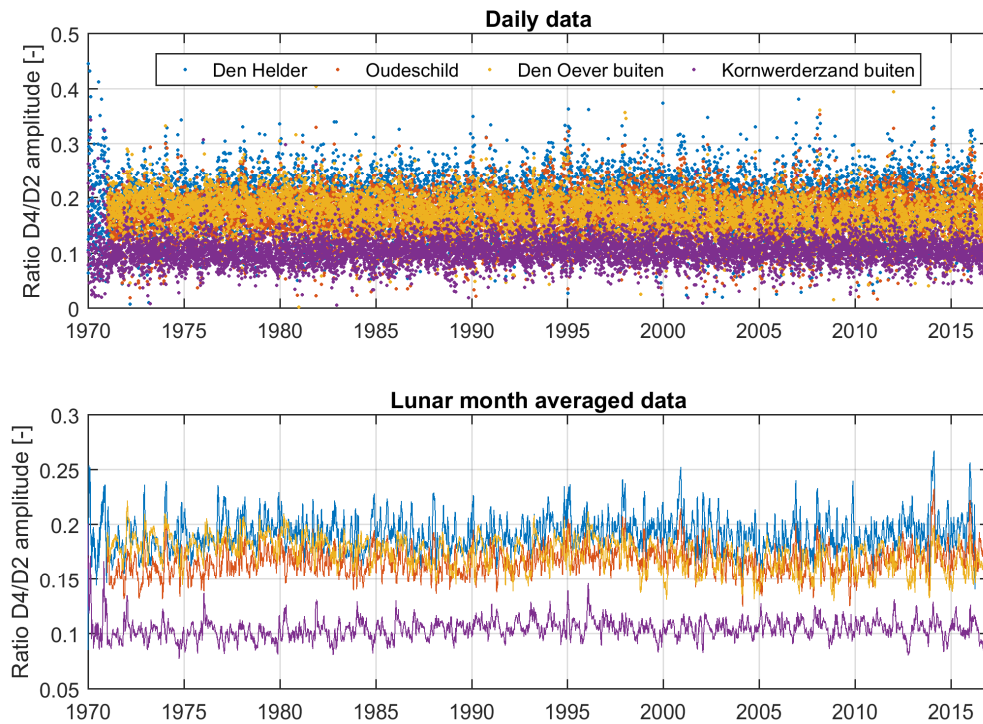 Daily data
Ratio D4/D2 amplitude [-]
0.5
0.4
0.3
0.2
0.1
0
Den Helder Oudeschild Den Oever buiten Kornwerderzand buiten
1970 1975 1980 1985 1990 1995 2000 2005 2010 2015
Lunar month averaged data
Ratio D4/D2 amplitude [-]
0.3
0.25
0.2
0.15
0.1
0.05
1970 1975 1980 1985 1990 1995 2000 2005 2010 2015